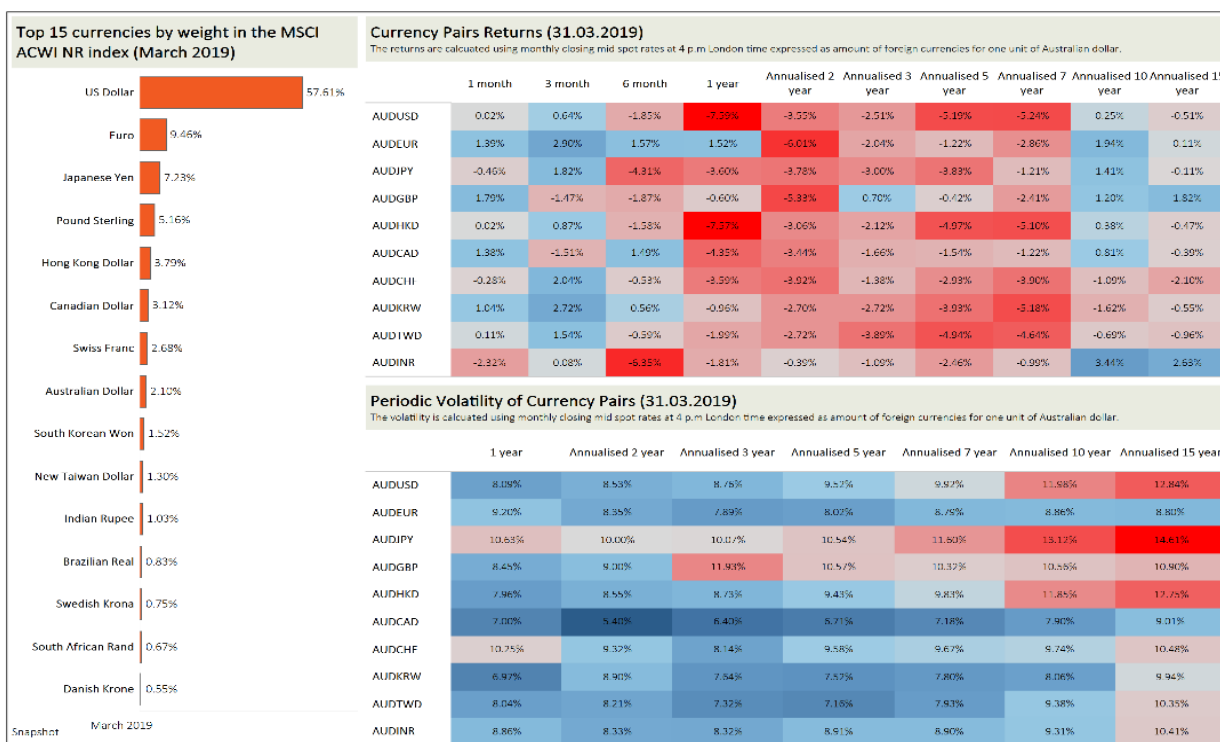 Top 15 currencies by weight in the MSCI
ACWI NR index (March 2019)
US Dollar 57.61%
Euro 9.46%
Japanese Yen 7.23%
Pound Sterling 5.16%
Hong Kong Dollar 3.79%
Canadian Dollar 3.12%
Swiss Franc 2.68%
Australian Dollar 2.10%
South Korean Won 1.52%
New Taiwan Dollar 1.30%
Indian Rupee 1.03%
Brazilian Real 0.83%
Swedish Krona 0.75%
South African Rand 0.67%
Danish Krone 0.55%
March 2019
Snapshot
Currency Pairs Returns (31.03.2019)
The returns are calcuated using monthly closing mid spot rates at 4 p.m London time expressed as amount of foreign currencies for one unit of Australian dollar.
1 month 3 month 6 month 1 year Annualised 2 year Annualised 3 year Annualised 5 year Annualised 7 year Annualised 10 year Annualised 15 year
AUDUSD 0.02% 0.64% -1.85% -7.59% -3.55% -2.51% -5.19% -5.24% 0.25% -0.51%
AUDEUR 1.39% 2.90% 1.57% 1.52% -6.01% -2.04% -1.22% -2.86% 1.94% 0.11%
AUDJPY -0.46% 1.82% -4.31% -3.60% -3.78% -3.00% -3.83% -1.21% 1.41% -0.11%
AUDGBP 1.79% -1.47% -1.87% -0.60% -5.33% 0.70% -0.42% -2.41% 1.20% 1.82%
AUDHKD 0.02% 0.87% -1.58% -7.57% -3.06% -2.12% -4.97% -5.10% 0.38% -0.47%
AUDCAD 1.38% -1.51% 1.49% -4.35% -3.44% -1.66% -1.54% -1.22% 0.81% -0.39%
AUDCHF -0.28% 2.04% -0.53% -3.59% -3.92% -1.38% -2.93% -3.90% -1.09% -2.10%
AUDKRW 1.04% 2.72% 0.56% -0.96% -2.70% -2.72% -3.93% -5.18% -1.62% -0.55%
AUDTWD 0.11% 1.54% -0.59% -1.99% -2.72% -3.89% -4.94% -4.64% -0.69% -0.96%
AUDINR -2.32% 0.08% -6.35% -1.81% -0.39% -1.09% -2.46% -0.99% 3.44% 2.63%
Periodic Volatility of Currency Pairs (31.03.2019)
The volatility is calcuated using monthly closing mid spot rates at 4 p.m London time expressed as amount of foreign currencies for one unit of Australian dollar.
1 year Annualised 2 year Annualised 3 year Annualised 5 year Annualised 7 year Annualised 10 year Annualised 15 year
AUDUSD 8.09% 8.53% 8.76% 9.52% 9.92% 11.98% 12.84%
AUDEUR 9.20% 8.35% 7.89% 8.02% 8.79% 8.86% 8.80%
AUDJPY 10.63% 10.00% 10.07% 10.54% 11.60% 13.12% 14.61%
AUDGBP 8.45% 9.00% 11.93% 10.57% 10.32% 10.56% 10.90%
AUDHKD 7.96% 8.55% 8.73% 9.43% 9.83% 11.85% 12.75%
AUDCAD 7.00% 5.40% 6.40% 6.71% 7.18% 7.90% 9.01%
AUDCHF 10.25% 9.32% 8.14% 9.58% 9.67% 9.74% 10.48%
AUDKRW 6.97% 8.90% 7.64% 7.52% 7.80% 8.06% 9.94%
AUDTWD 8.04% 8.21% 7.32% 7.16% 7.93% 9.38% 10.35%
AUDINR 8.86% 8.33% 8.32% 8.91% 8.90% 9.31% 10.41%